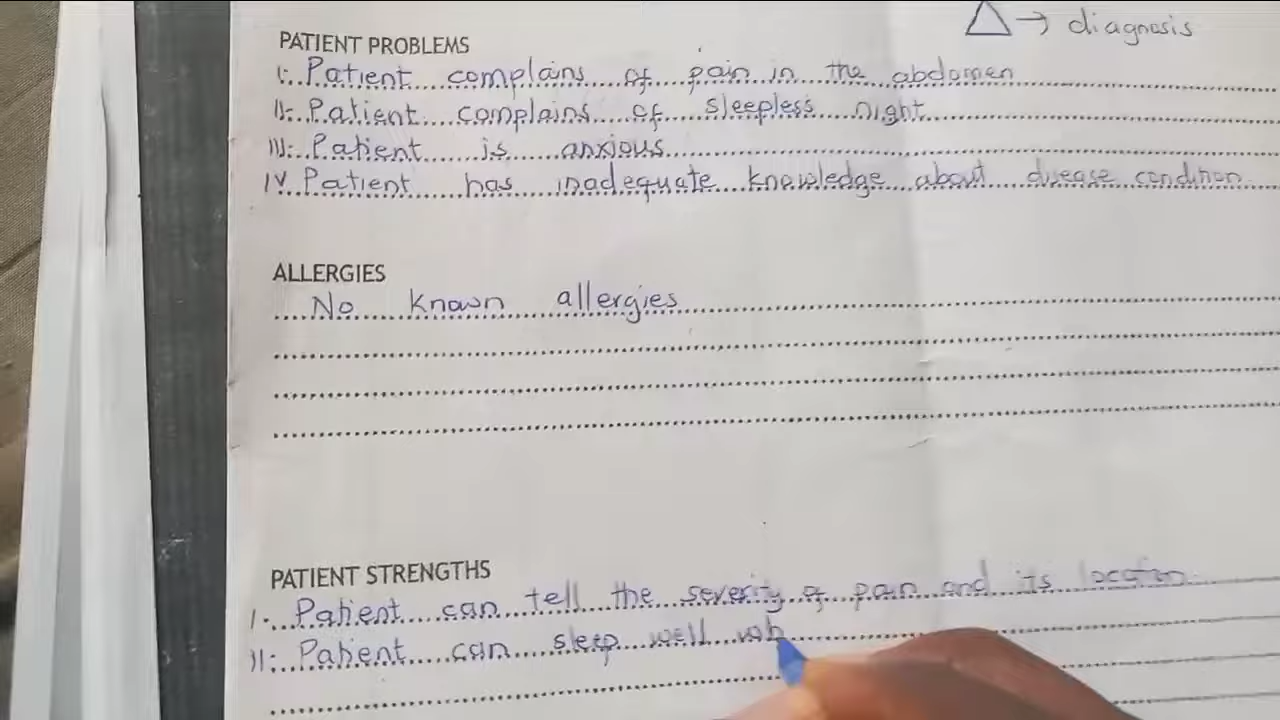 △ → diagnosis
PATIENT PROBLEMS
I. Patient complains of pain in the abdomen
II. Patient complains of sleepless night
III. Patient is anxious
IV. Patient has inadequate knowledge about disease condition
ALLERGIES
No known allergies
PATIENT STRENGTHS
I. Patient can tell the severity of pain and its location
II. Patient can sleep well